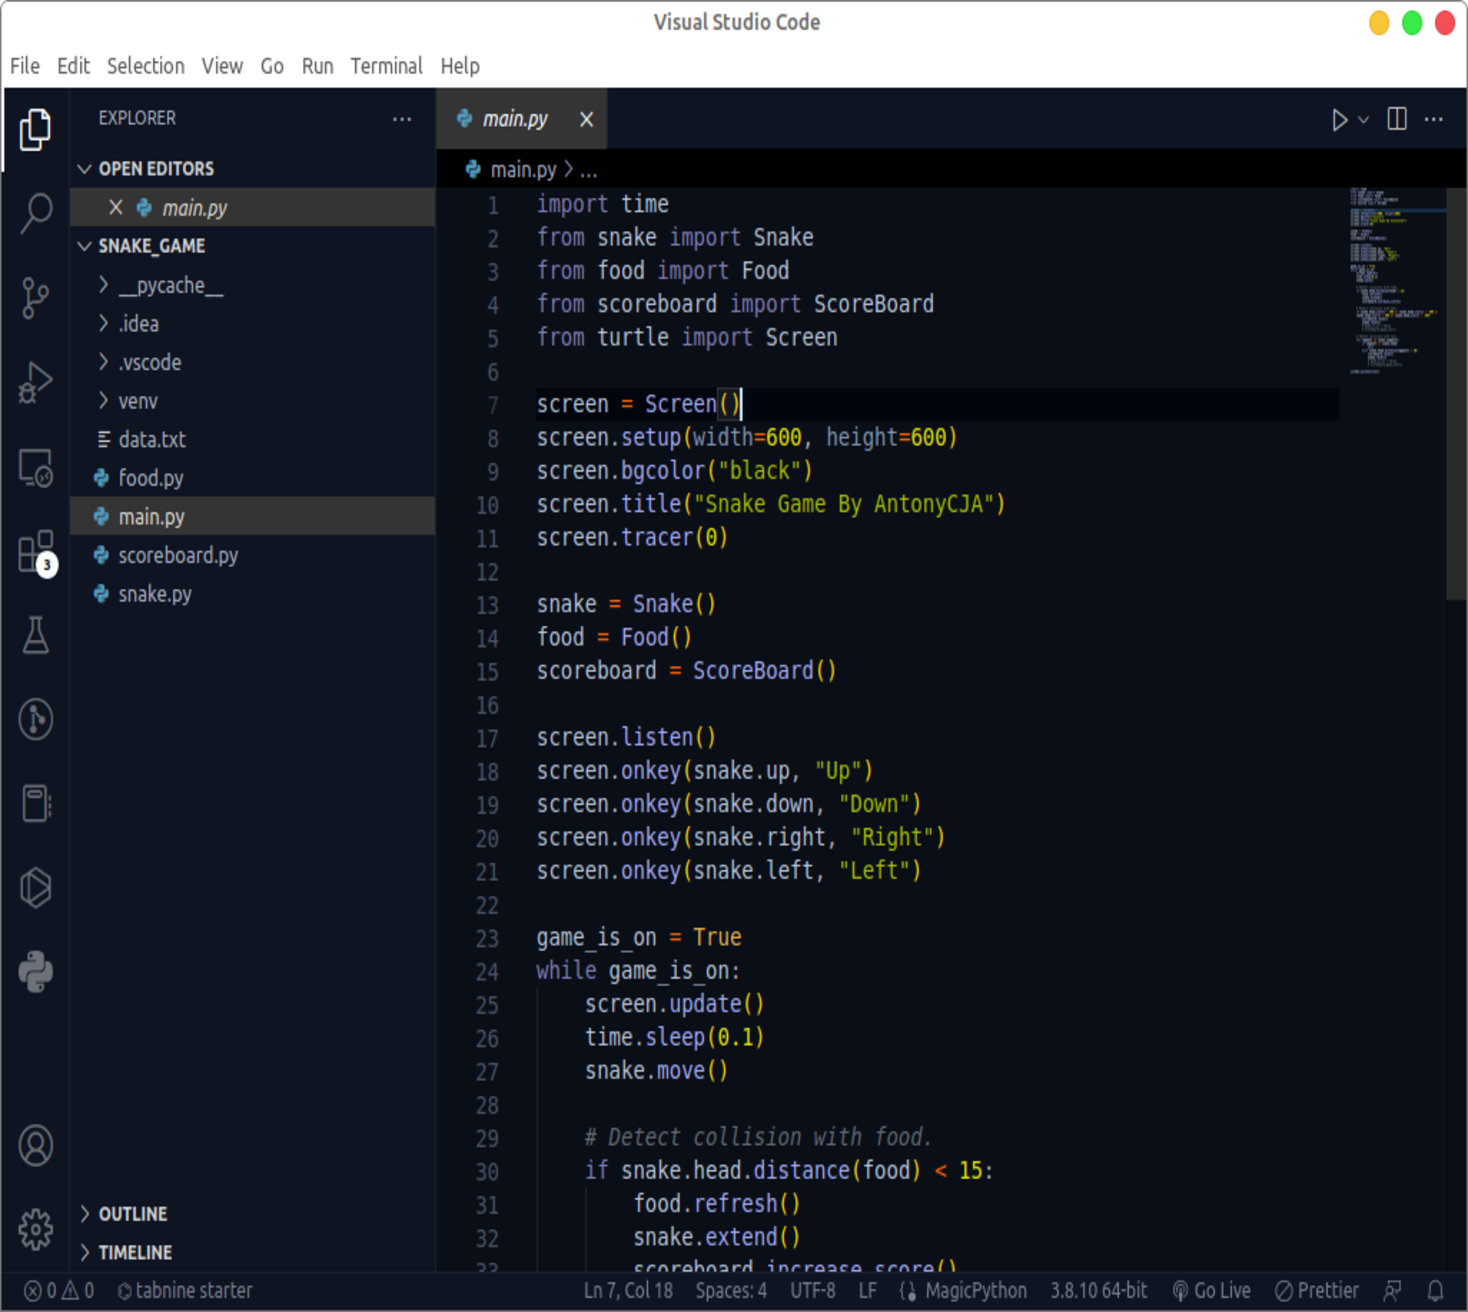 Visual Studio Code
File Edit Selection View Go Run Terminal Help
EXPLORER
OPEN EDITORS
main.py
SNAKE_GAME
__pycache__
.idea
.vscode
venv
data.txt
food.py
main.py
scoreboard.py
snake.py
3
OUTLINE
TIMELINE
main.py
main.py > ...
1 import time
2 from snake import Snake
3 from food import Food
4 from scoreboard import ScoreBoard
5 from turtle import Screen
6
7 screen = Screen()
8 screen.setup(width=600, height=600)
9 screen.bgcolor("black")
10 screen.title("Snake Game By AntonyCJA")
11 screen.tracer(0)
12
13 snake = Snake()
14 food = Food()
15 scoreboard = ScoreBoard()
16
17 screen.listen()
18 screen.onkey(snake.up, "Up")
19 screen.onkey(snake.down, "Down")
20 screen.onkey(snake.right, "Right")
21 screen.onkey(snake.left, "Left")
22
23 game_is_on = True
24 while game_is_on:
25 screen.update()
26 time.sleep(0.1)
27 snake.move()
28
29 # Detect collision with food.
30 if snake.head.distance(food) < 15:
31 food.refresh()
32 snake.extend()
33 scoreboard.increase_score()
0 0 tabnine starter Ln 7, Col 18 Spaces: 4 UTF-8 LF MagicPython 3.8.10 64-bit Go Live Prettier